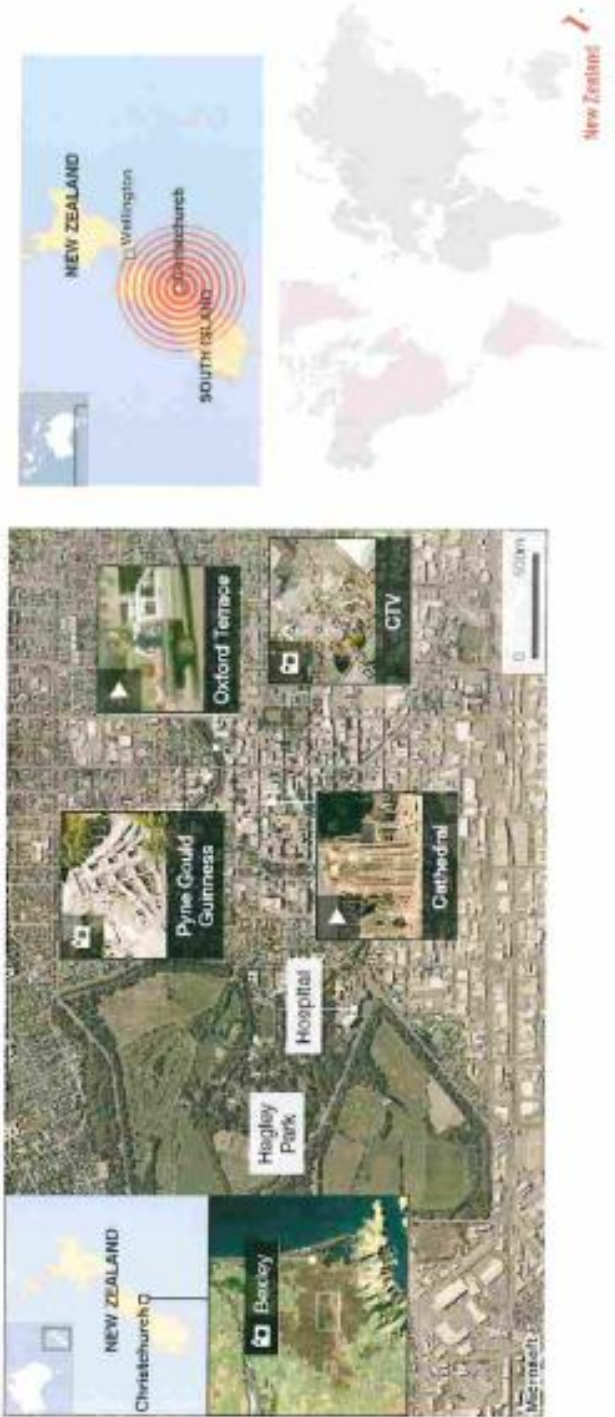 NEW ZEALAND
Christchurch
Bexley
Hagley
Park
Hospital
Pyne Gould
Guinness
Oxford Terrace
Cathedral
CTV
0 500m
Microsoft
NEW ZEALAND
Wellington
Christchurch
SOUTH ISLAND
New Zealand